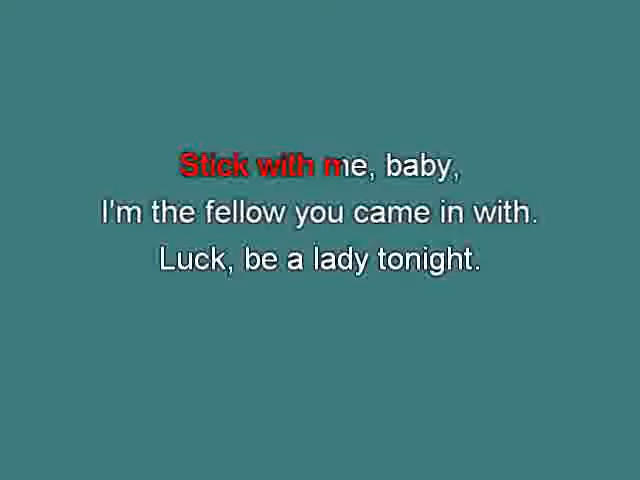 Stick with me, baby,
I'm the fellow you came in with.
Luck, be a lady tonight.